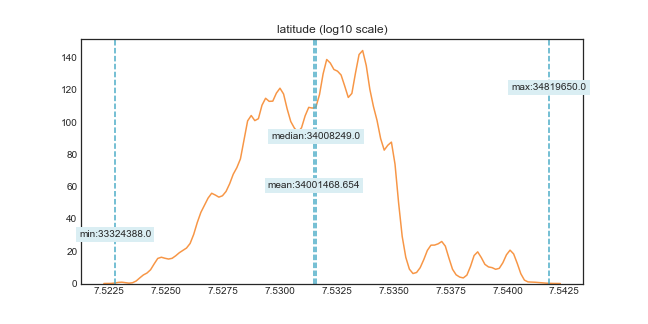 latitude (log10 scale)
140
120
100
80
60
40
20
0
max:34819650.0
median:34008249.0
mean:34001468.654
min:33324388.0
7.5225 7.5250 7.5275 7.5300 7.5325 7.5350 7.5375 7.5400 7.5425